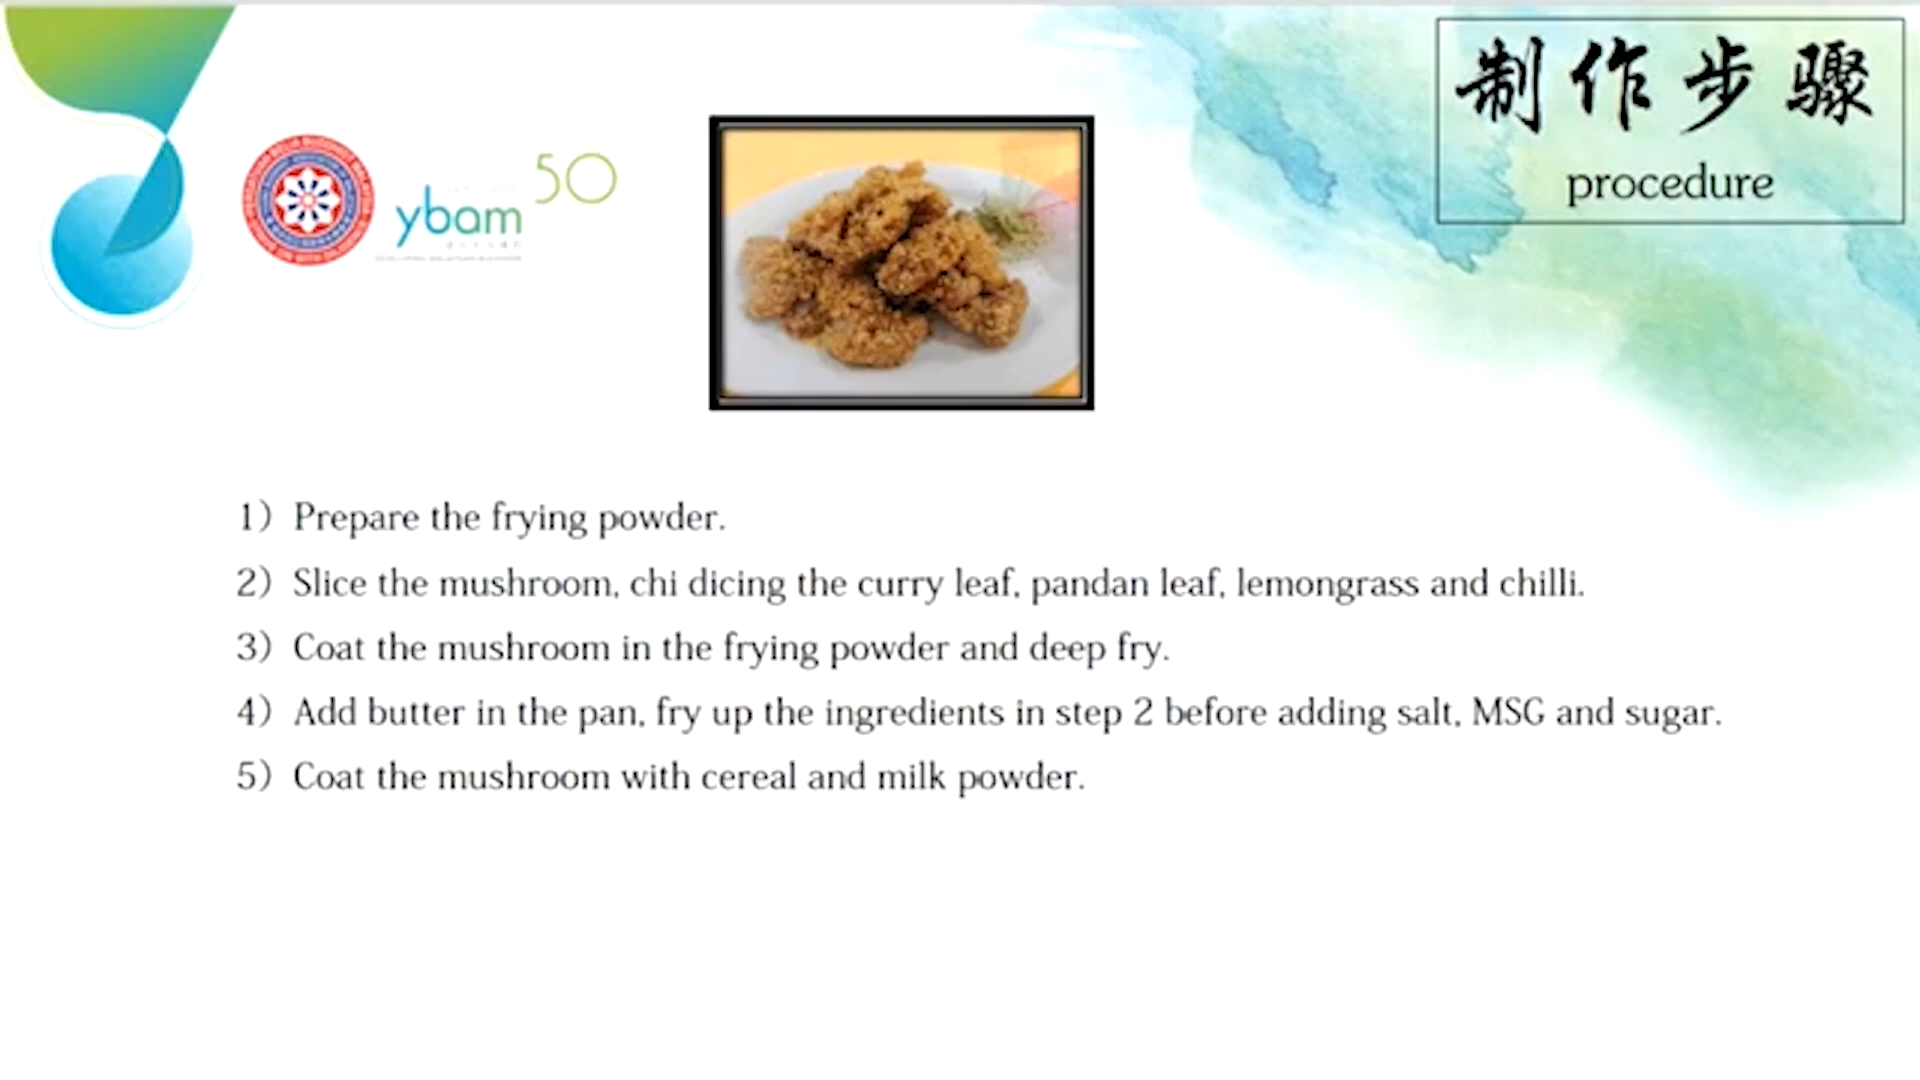 制作步骤
procedure
ybam 50
1) Prepare the frying powder.
2) Slice the mushroom, chi dicing the curry leaf, pandan leaf, lemongrass and chilli.
3) Coat the mushroom in the frying powder and deep fry.
4) Add butter in the pan, fry up the ingredients in step 2 before adding salt, MSG and sugar.
5) Coat the mushroom with cereal and milk powder.